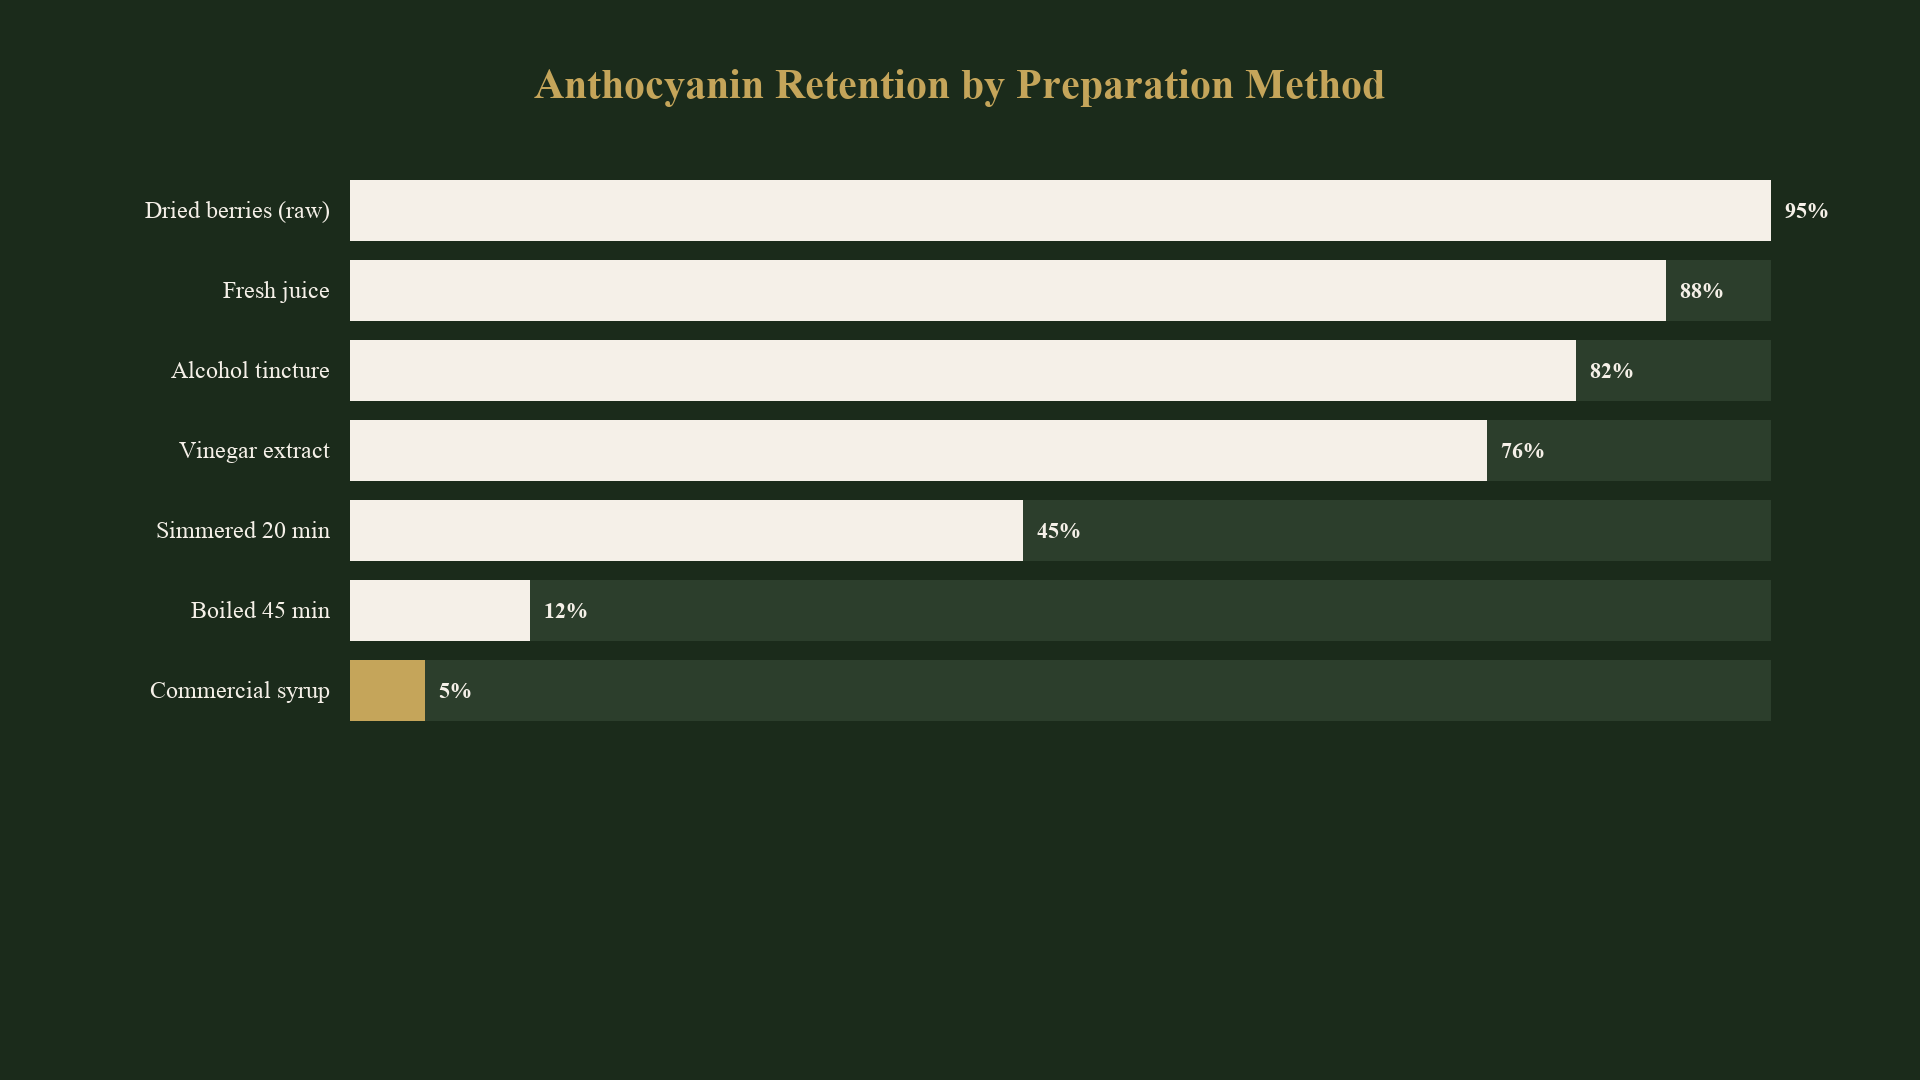 Anthocyanin Retention by Preparation Method
Dried berries (raw) 95%
Fresh juice 88%
Alcohol tincture 82%
Vinegar extract 76%
Simmered 20 min 45%
Boiled 45 min 12%
Commercial syrup 5%